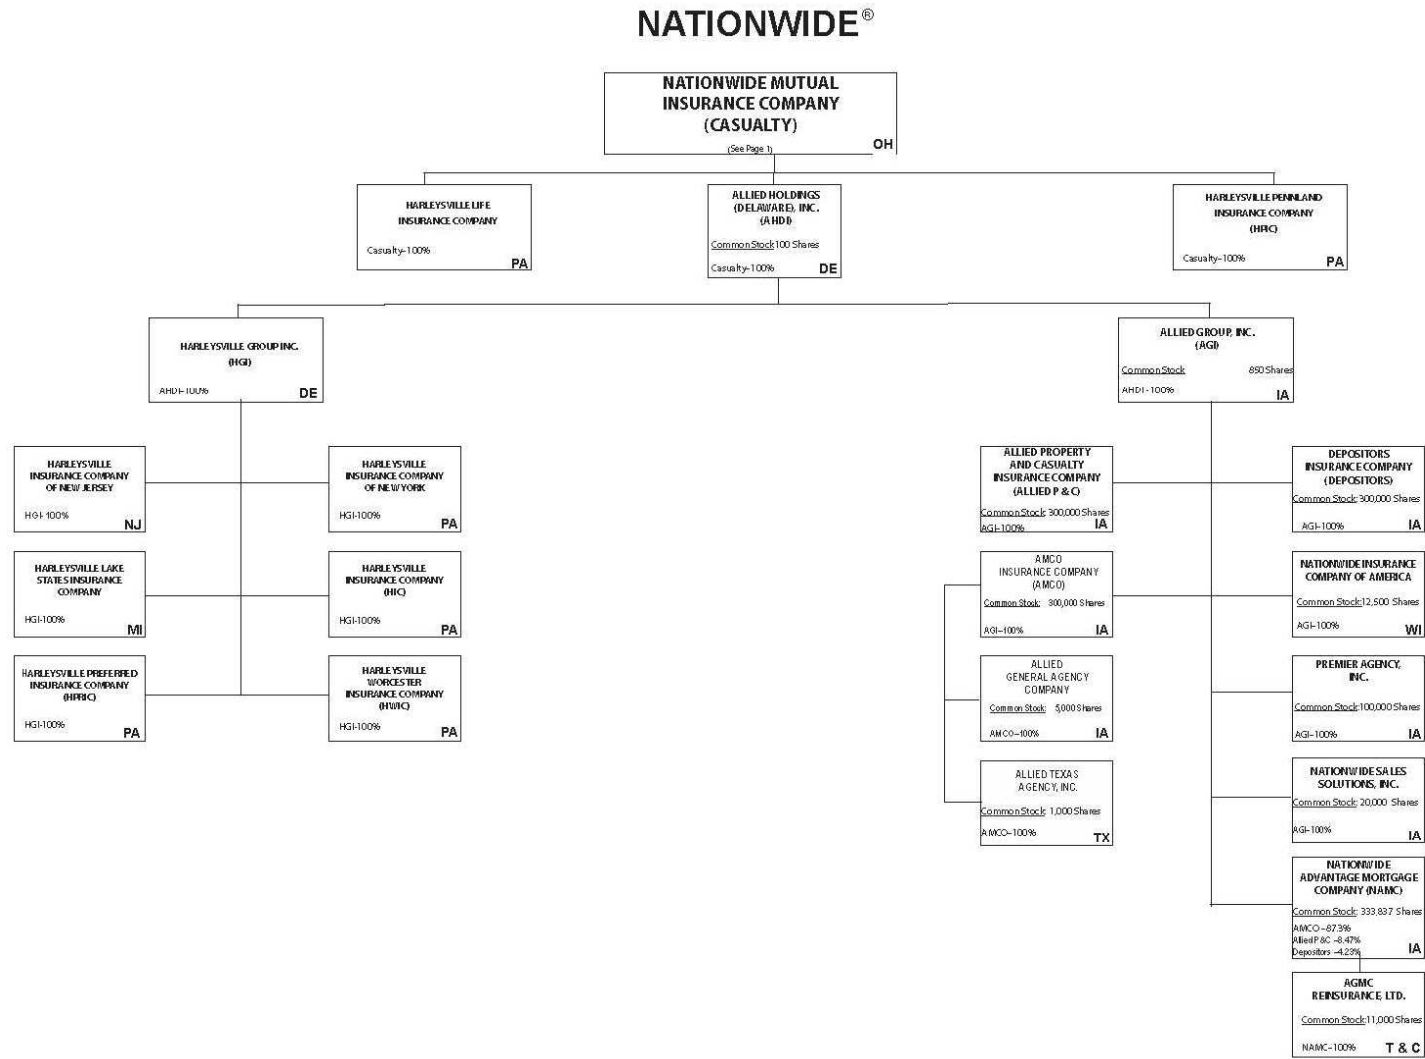 NATIONWIDE®
NATIONWIDE MUTUAL
INSURANCE COMPANY
(CASUALTY)
(See Page 1)
OH
HARLEYSVILLE LIFE
INSURANCE COMPANY
Casualty-100%
PA
ALLIED HOLDINGS
(DELAWARE), INC.
(AHDI)
Common Stock 100 Shares
Casualty-100%
DE
HARLEYSVILLE PENNLAND
INSURANCE COMPANY
(HPIC)
Casualty-100%
PA
HARLEYSVILLE GROUP INC.
(HGI)
AHDI-100%
DE
ALLIED GROUP, INC.
(AGI)
Common Stock 850 Shares
AHDI - 100%
IA
HARLEYSVILLE
INSURANCE COMPANY
OF NEW JERSEY
HGI- 100%
NJ
HARLEYSVILLE
INSURANCE COMPANY
OF NEW YORK
HGI-100%
PA
ALLIED PROPERTY
AND CASUALTY
INSURANCE COMPANY
(ALLIED P & C)
Common Stock: 300,000 Shares
AGI-100%
IA
DEPOSITORS
INSURANCE COMPANY
(DEPOSITORS)
Common Stock: 300,000 Shares
AGI-100%
IA
HARLEYSVILLE LAKE
STATES INSURANCE
COMPANY
HGI-100%
MI
HARLEYSVILLE
INSURANCE COMPANY
(HIC)
HGI-100%
PA
AMCO
INSURANCE COMPANY
(AMCO)
Common Stock: 300,000 Shares
AGI-100%
IA
NATIONWIDE INSURANCE
COMPANY OF AMERICA
Common Stock:12,500 Shares
AGI-100%
WI
HARLEYSVILLE PREFERRED
INSURANCE COMPANY
(HPRIC)
HGI-100%
PA
HARLEYSVILLE
WORCESTER
INSURANCE COMPANY
(HWIC)
HGI-100%
PA
ALLIED
GENERAL AGENCY
COMPANY
Common Stock: 5,000 Shares
AMCO-100%
IA
PREMIER AGENCY,
INC.
Common Stock:100,000 Shares
AGI-100%
IA
ALLIED TEXAS
AGENCY, INC.
Common Stock: 1,000 Shares
AMCO-100%
TX
NATIONWIDE SALES
SOLUTIONS, INC.
Common Stock: 20,000 Shares
AGI-100%
IA
NATIONWIDE
ADVANTAGE MORTGAGE
COMPANY (NAMC)
Common Stock: 333,837 Shares
AMCO -87.3%
Allied P & C -8.47%
Depositors -4.23%
IA
AGMC
REINSURANCE, LTD.
Common Stock:11,000 Shares
NAMC-100%
T & C